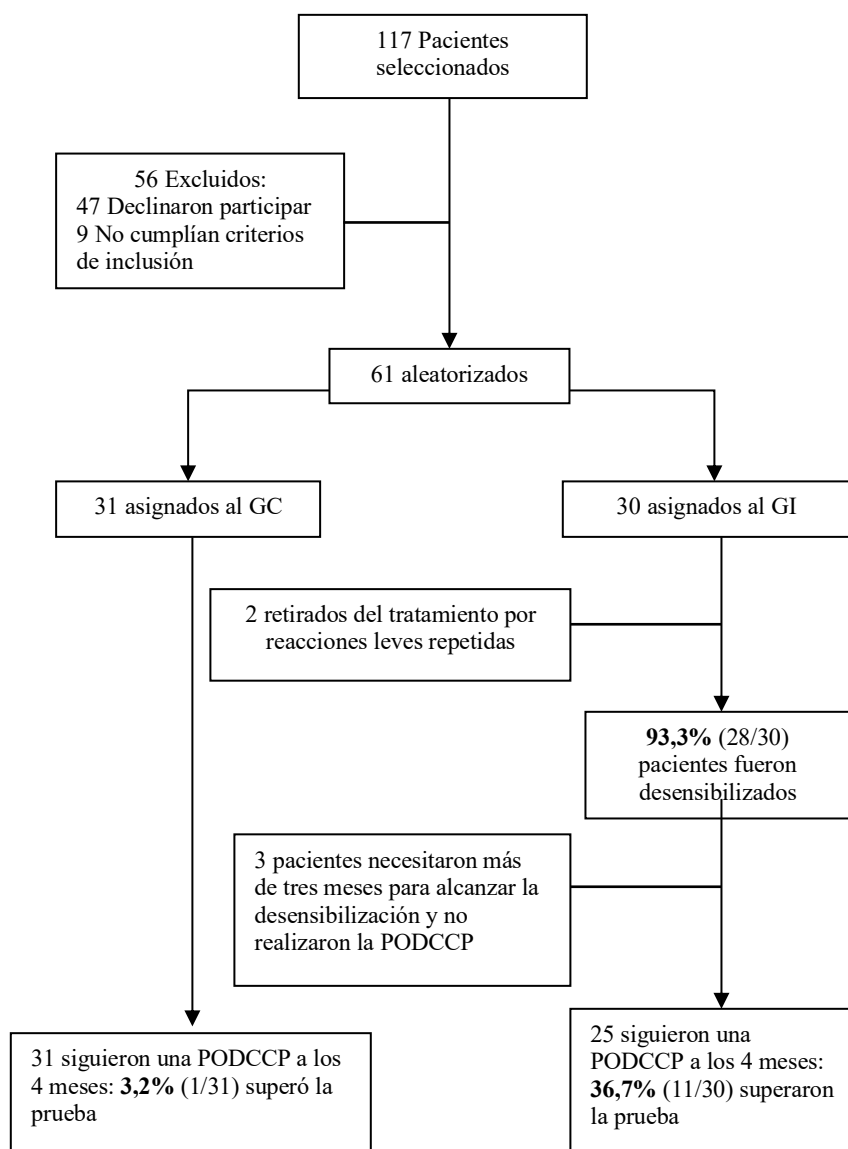 117 Pacientes
seleccionados
56 Excluidos:
47 Declinaron participar
9 No cumplían criterios
de inclusión
61 aleatorizados
31 asignados al GC
30 asignados al GI
2 retirados del tratamiento por
reacciones leves repetidas
93,3% (28/30)
pacientes fueron
desensibilizados
3 pacientes necesitaron más
de tres meses para alcanzar la
desensibilización y no
realizaron la PODCCP
31 siguieron una PODCCP a los
4 meses: 3,2% (1/31) superó la
prueba
25 siguieron una
PODCCP a los 4 meses:
36,7% (11/30) superaron
la prueba